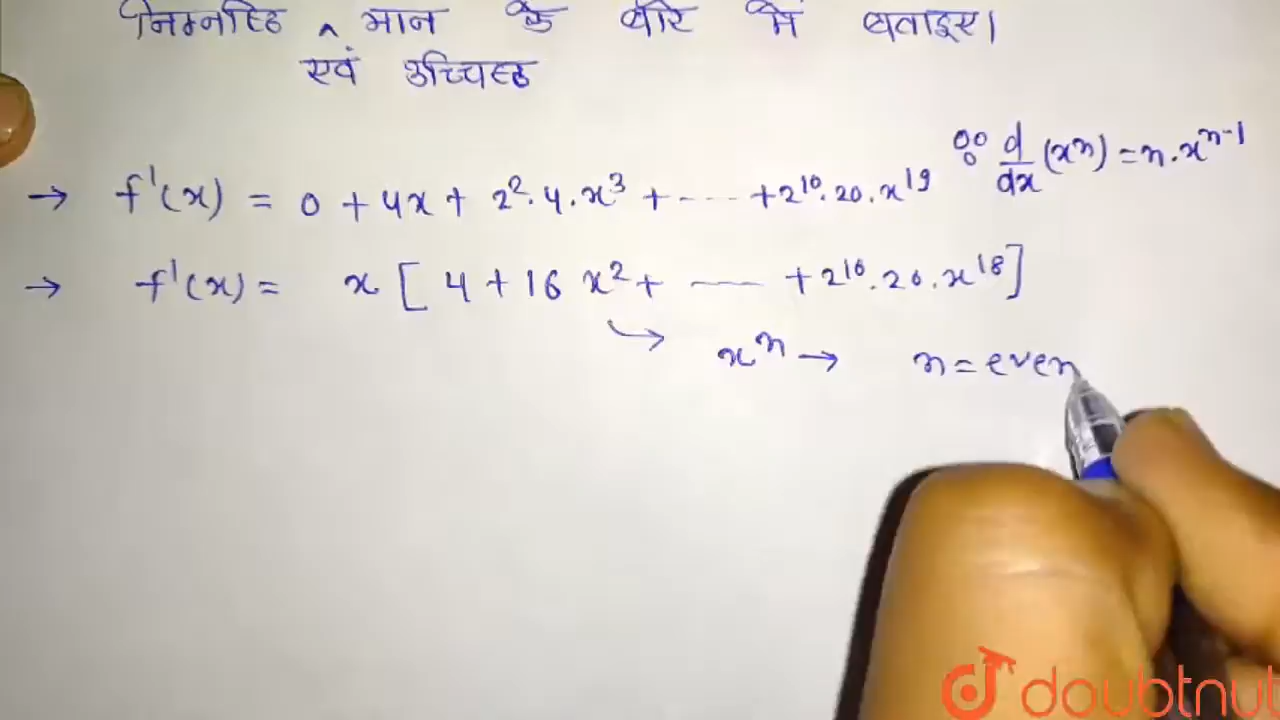 निम्नष्ठि ^ मान के बारे में बताइए।
एवं उच्चिष्ठ
∵ d/dx (xⁿ) = n · xⁿ⁻¹
→ f'(x) = 0 + 4x + 2² · 4 · x³ + ---- + 2¹⁰ · 20 · x¹⁹
→ f'(x) = x [ 4 + 16 x² + ---- + 2¹⁰ · 20 · x¹⁸ ]
↪ xⁿ → n = even
doubtnut